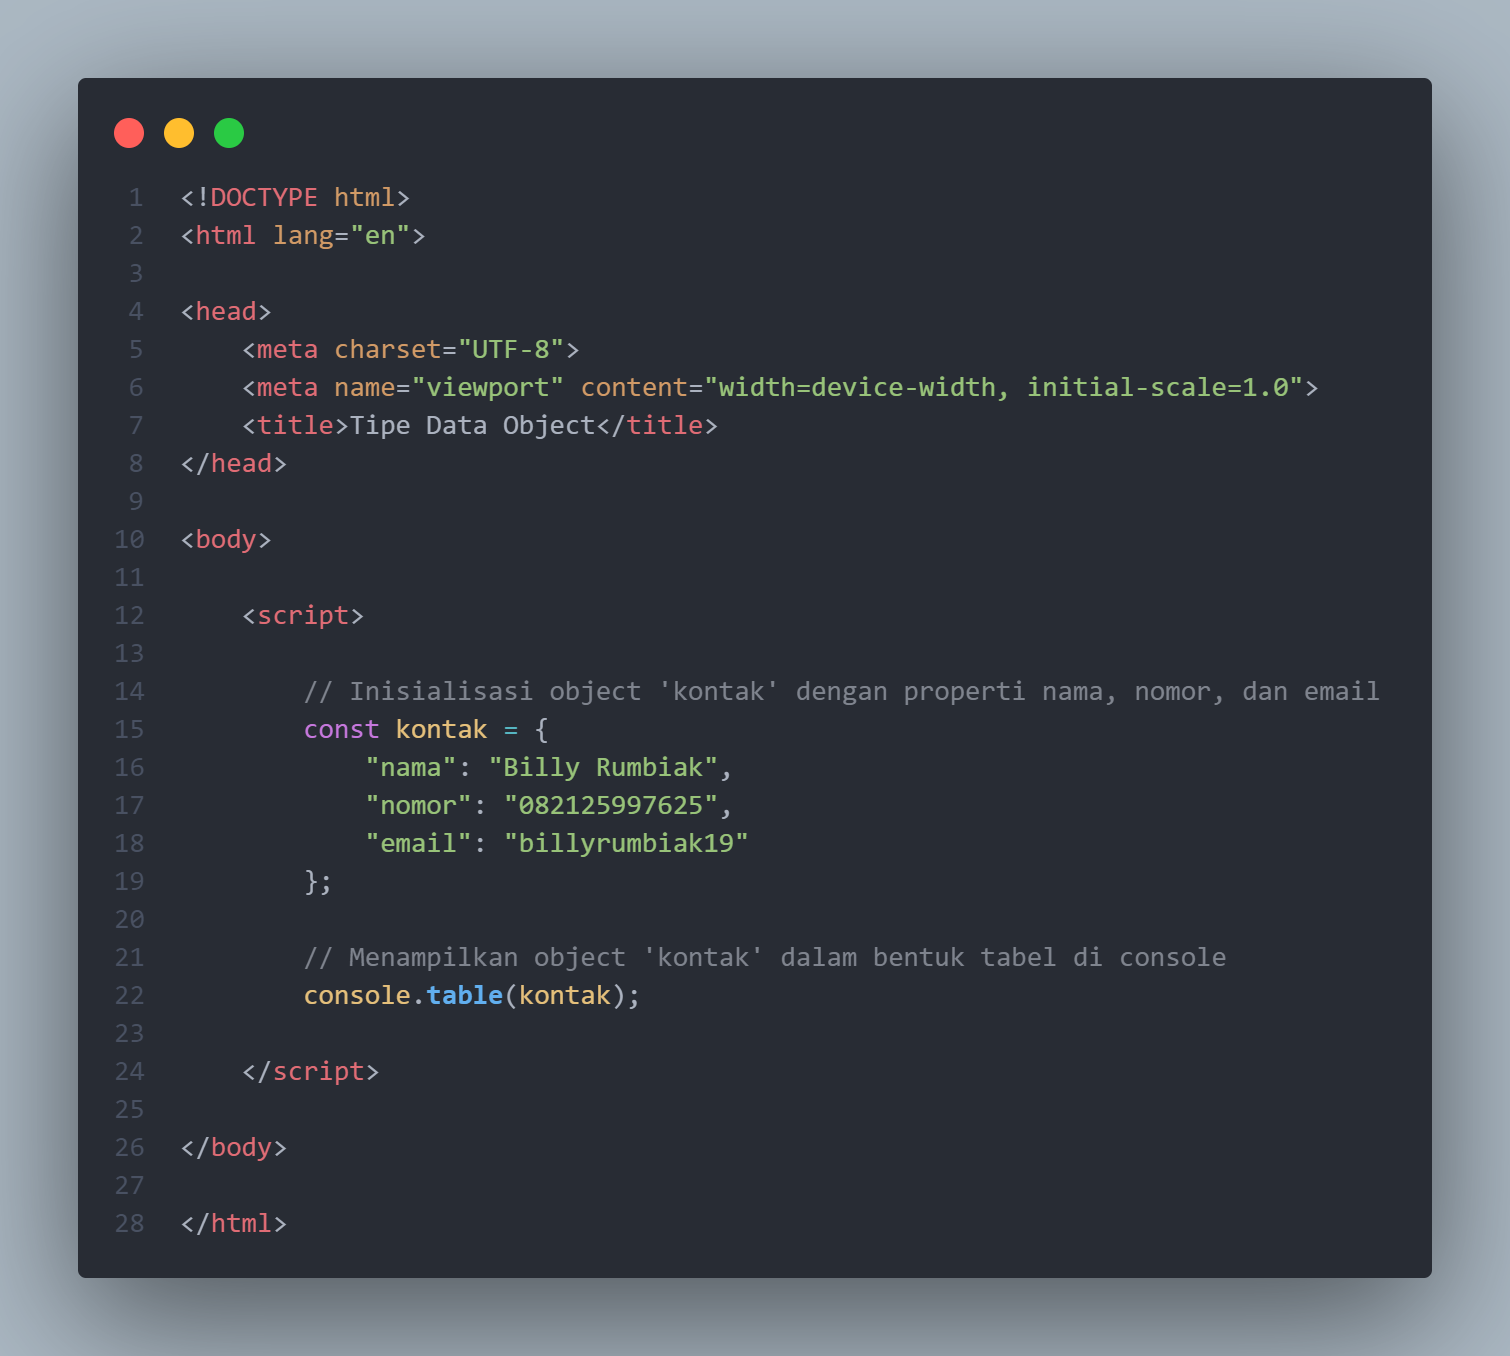 1 <!DOCTYPE html>
2 <html lang="en">
3
4 <head>
5     <meta charset="UTF-8">
6     <meta name="viewport" content="width=device-width, initial-scale=1.0">
7     <title>Tipe Data Object</title>
8 </head>
9
10 <body>
11
12     <script>
13
14         // Inisialisasi object 'kontak' dengan properti nama, nomor, dan email
15         const kontak = {
16             "nama": "Billy Rumbiak",
17             "nomor": "082125997625",
18             "email": "billyrumbiak19"
19         };
20
21         // Menampilkan object 'kontak' dalam bentuk tabel di console
22         console.table(kontak);
23
24     </script>
25
26 </body>
27
28 </html>